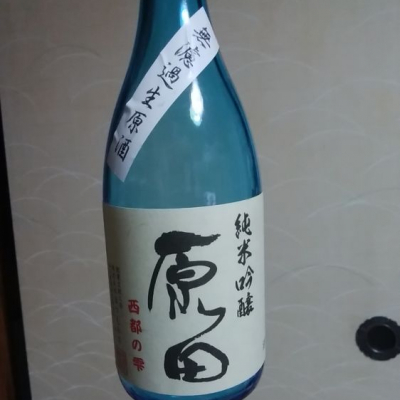 無濾過生原酒
純米吟醸
原田
西都の雫